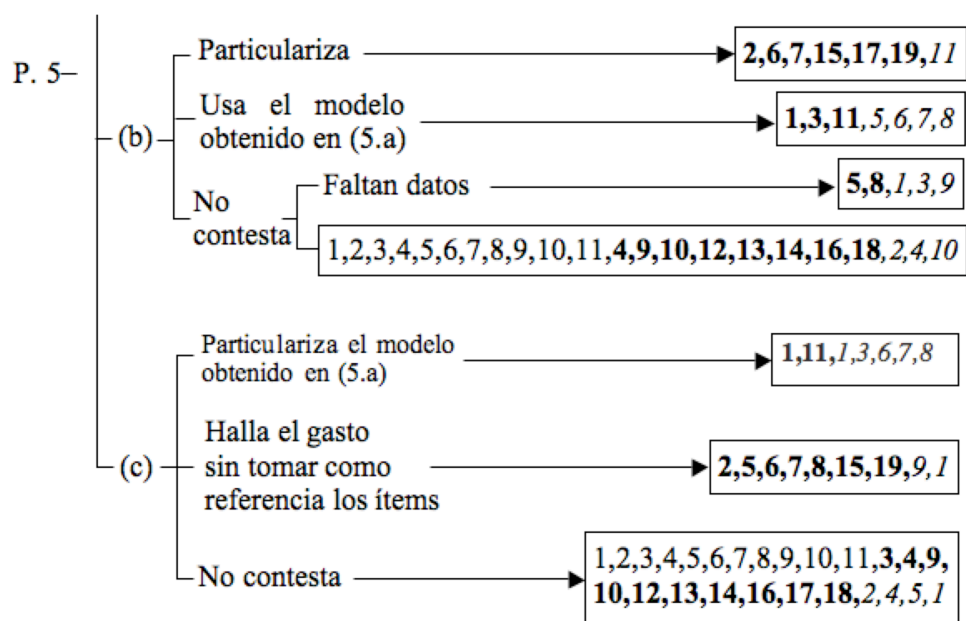 P. 5
(b)
Particulariza
2,6,7,15,17,19,11
Usa el modelo
obtenido en (5.a)
1,3,11,5,6,7,8
No
contesta
Faltan datos
5,8,1,3,9
1,2,3,4,5,6,7,8,9,10,11,4,9,10,12,13,14,16,18,2,4,10
(c)
Particulariza el modelo
obtenido en (5.a)
1,11,1,3,6,7,8
Halla el gasto
sin tomar como
referencia los ítems
2,5,6,7,8,15,19,9,1
No contesta
1,2,3,4,5,6,7,8,9,10,11,3,4,9,
10,12,13,14,16,17,18,2,4,5,1